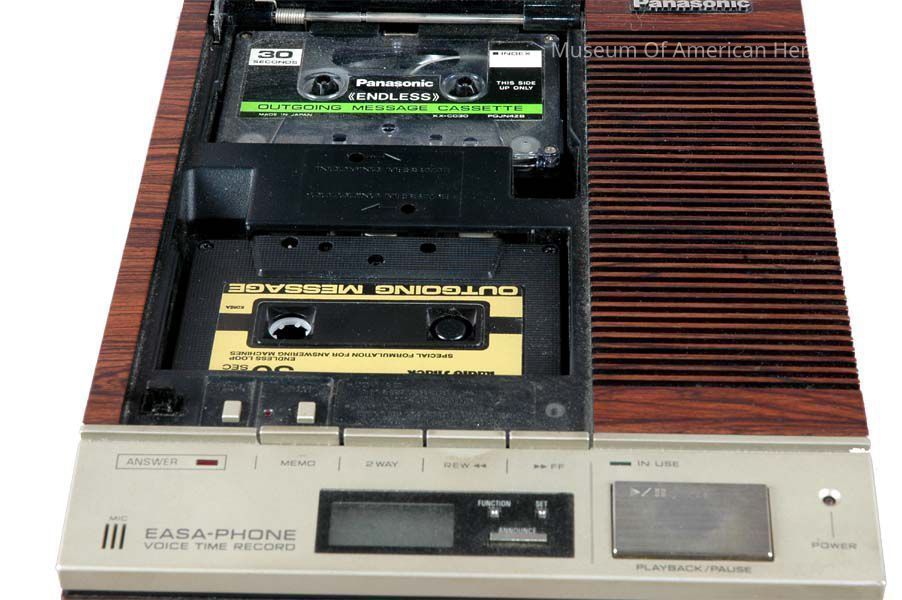 Panasonic
Museum Of American Her
30
SECONDS
■ INDEX
Panasonic
《ENDLESS》
THIS SIDE
UP ONLY
OUTGOING MESSAGE CASSETTE
MADE IN JAPAN
KX-CG30
PQJN42B
OUTGOING MESSAGE
KOREA
SPECIAL FORMULATION FOR ANSWERING MACHINES
ENDLESS LOOP
30 SEC
Radio Shack
ANSWER
MEMO
2 WAY
REW ◀◀
▶▶ FF
IN USE
FUNCTION
SET
ANNOUNCE
MIC
EASA-PHONE
VOICE TIME RECORD
POWER
PLAYBACK/PAUSE